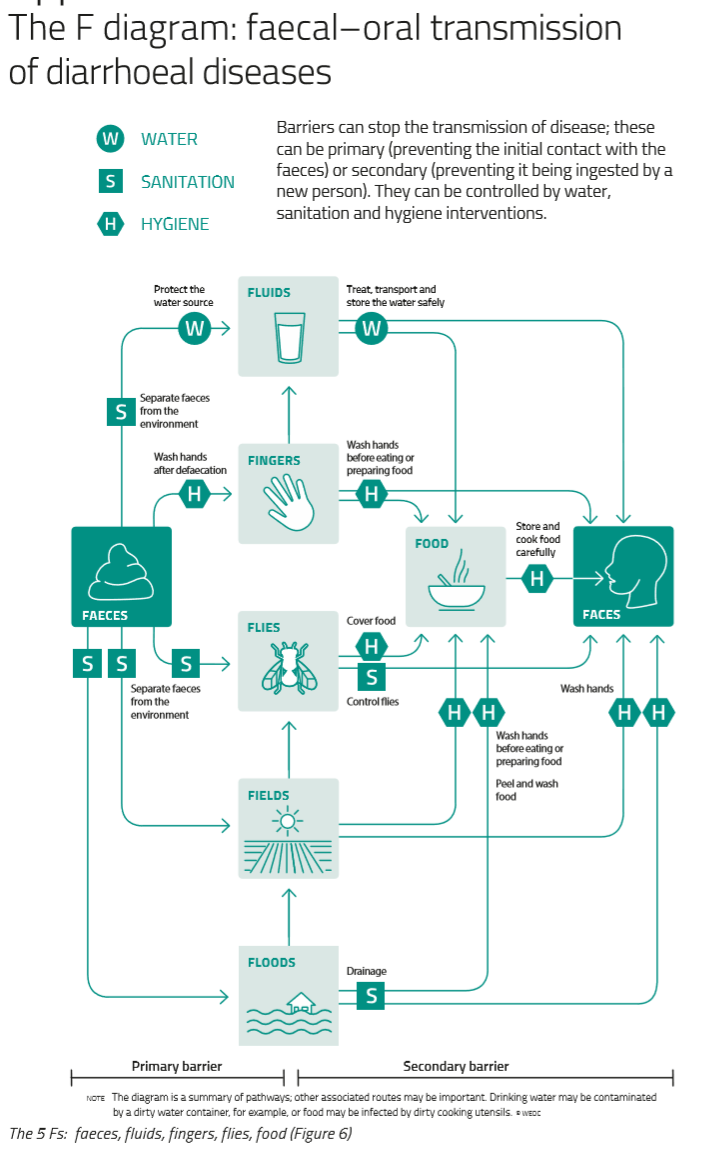 The F diagram: faecal–oral transmission
of diarrhoeal diseases
W WATER
S SANITATION
H HYGIENE
Barriers can stop the transmission of disease; these
can be primary (preventing the initial contact with the
faeces) or secondary (preventing it being ingested by a
new person). They can be controlled by water,
sanitation and hygiene interventions.
Protect the
water source
W
FLUIDS
Treat, transport and
store the water safely
W
S
Separate faeces
from the
environment
Wash hands
after defaecation
H
FINGERS
Wash hands
before eating or
preparing food
H
FAECES
FOOD
Store and
cook food
carefully
H
FACES
S
S
S
Separate faeces
from the
environment
FLIES
Cover food
H
S
Control flies
H
H
Wash hands
before eating or
preparing food
Peel and wash
food
Wash hands
H
H
FIELDS
FLOODS
Drainage
S
Primary barrier
Secondary barrier
NOTE The diagram is a summary of pathways; other associated routes may be important. Drinking water may be contaminated
by a dirty water container, for example, or food may be infected by dirty cooking utensils. © WEDC
The 5 Fs: faeces, fluids, fingers, flies, food (Figure 6)